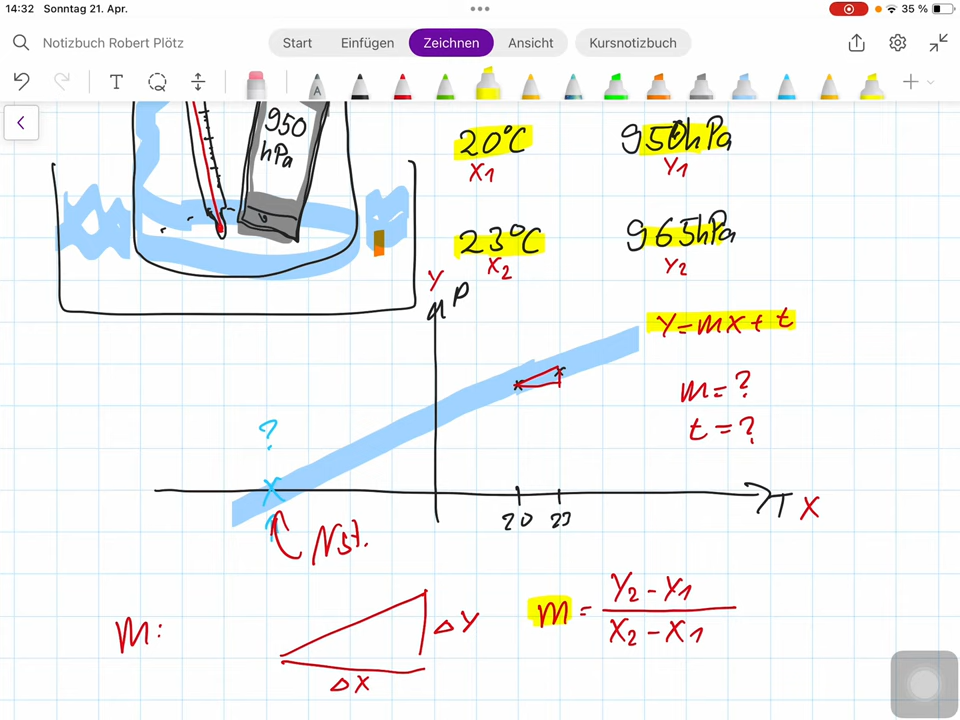 14:32 Sonntag 21. Apr.
35 %
Notizbuch Robert Plötz
Start Einfügen Zeichnen Ansicht Kursnotizbuch
T A
950
hPa
20°C 950hPa
X1 Y1
23°C 965hPa
X2 Y2
Y P
Y = mx + t
m = ?
t = ?
?
X
20 23
T X
Nst.
m:
ΔY
ΔX
m = Y2 - Y1
X2 - X1